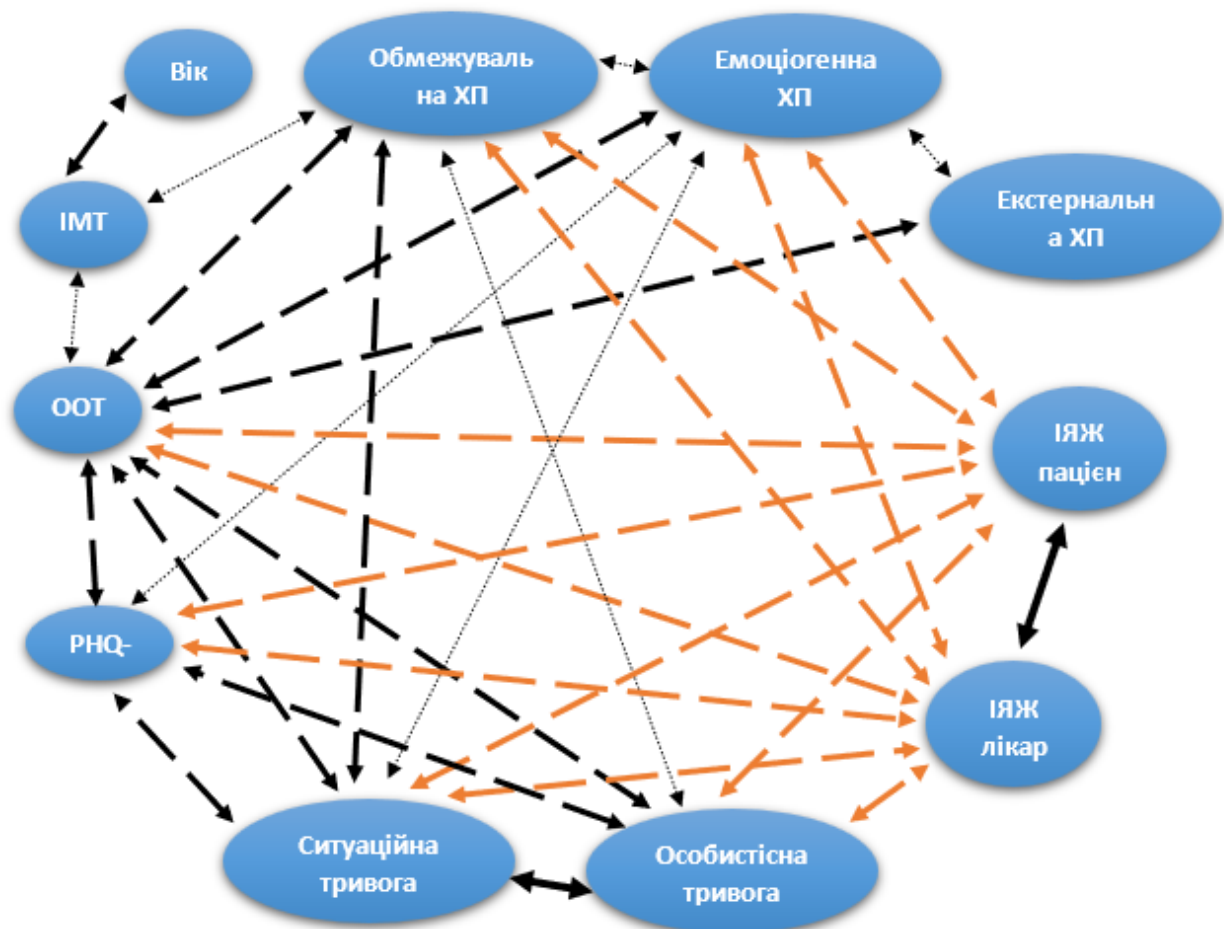 Вік
Обмежуваль
на ХП
Емоціогенна
ХП
Екстернальн
а ХП
ІМТ
ООТ
ІЯЖ
пацієн
PHQ-
ІЯЖ
лікар
Ситуаційна
тривога
Особистісна
тривога